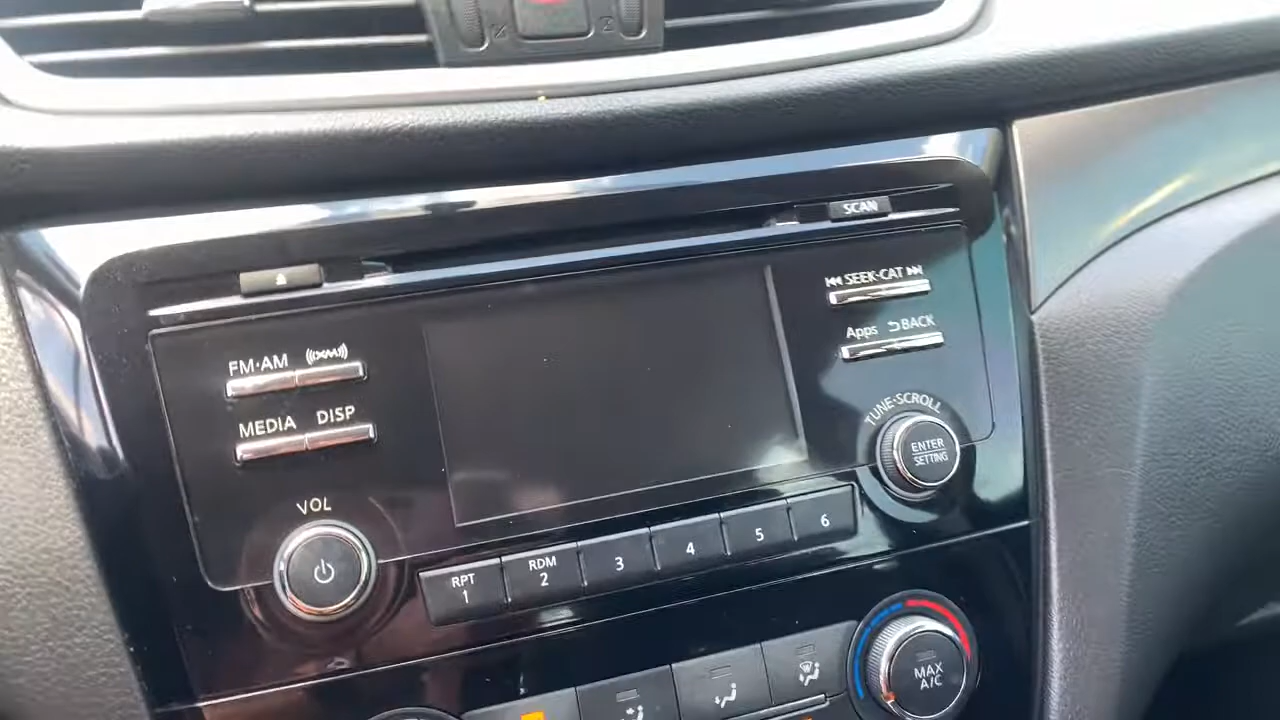 SCAN
SEEK·CAT
FM·AM
((XM))
Apps
BACK
MEDIA
DISP
TUNE·SCROLL
ENTER
SETTING
VOL
RPT
1
RDM
2
3
4
5
6
MAX
A/C